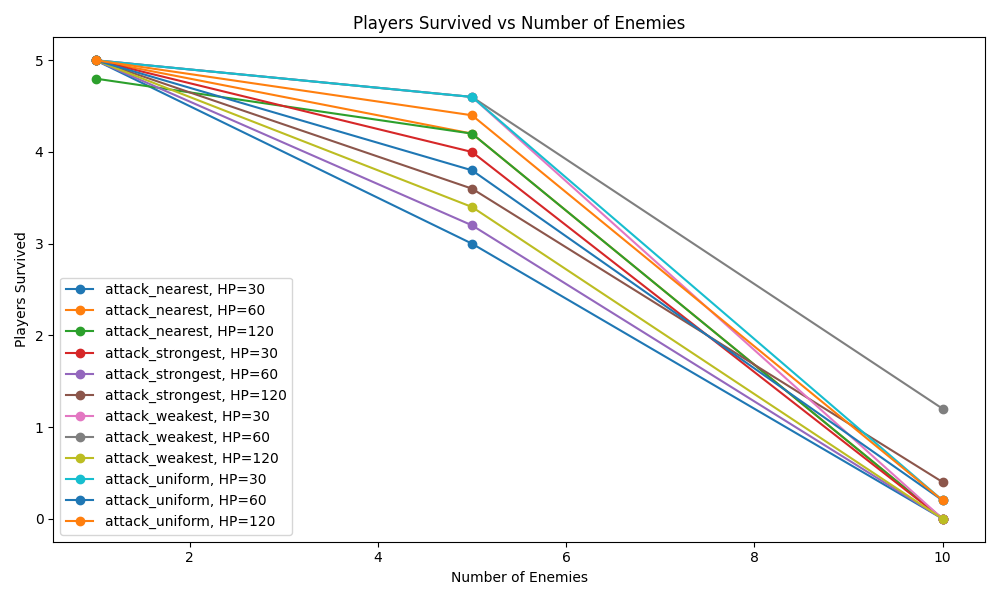 Players Survived vs Number of Enemies
Players Survived
5
4
3
2
1
0
attack_nearest, HP=30
attack_nearest, HP=60
attack_nearest, HP=120
attack_strongest, HP=30
attack_strongest, HP=60
attack_strongest, HP=120
attack_weakest, HP=30
attack_weakest, HP=60
attack_weakest, HP=120
attack_uniform, HP=30
attack_uniform, HP=60
attack_uniform, HP=120
2 4 6 8 10
Number of Enemies